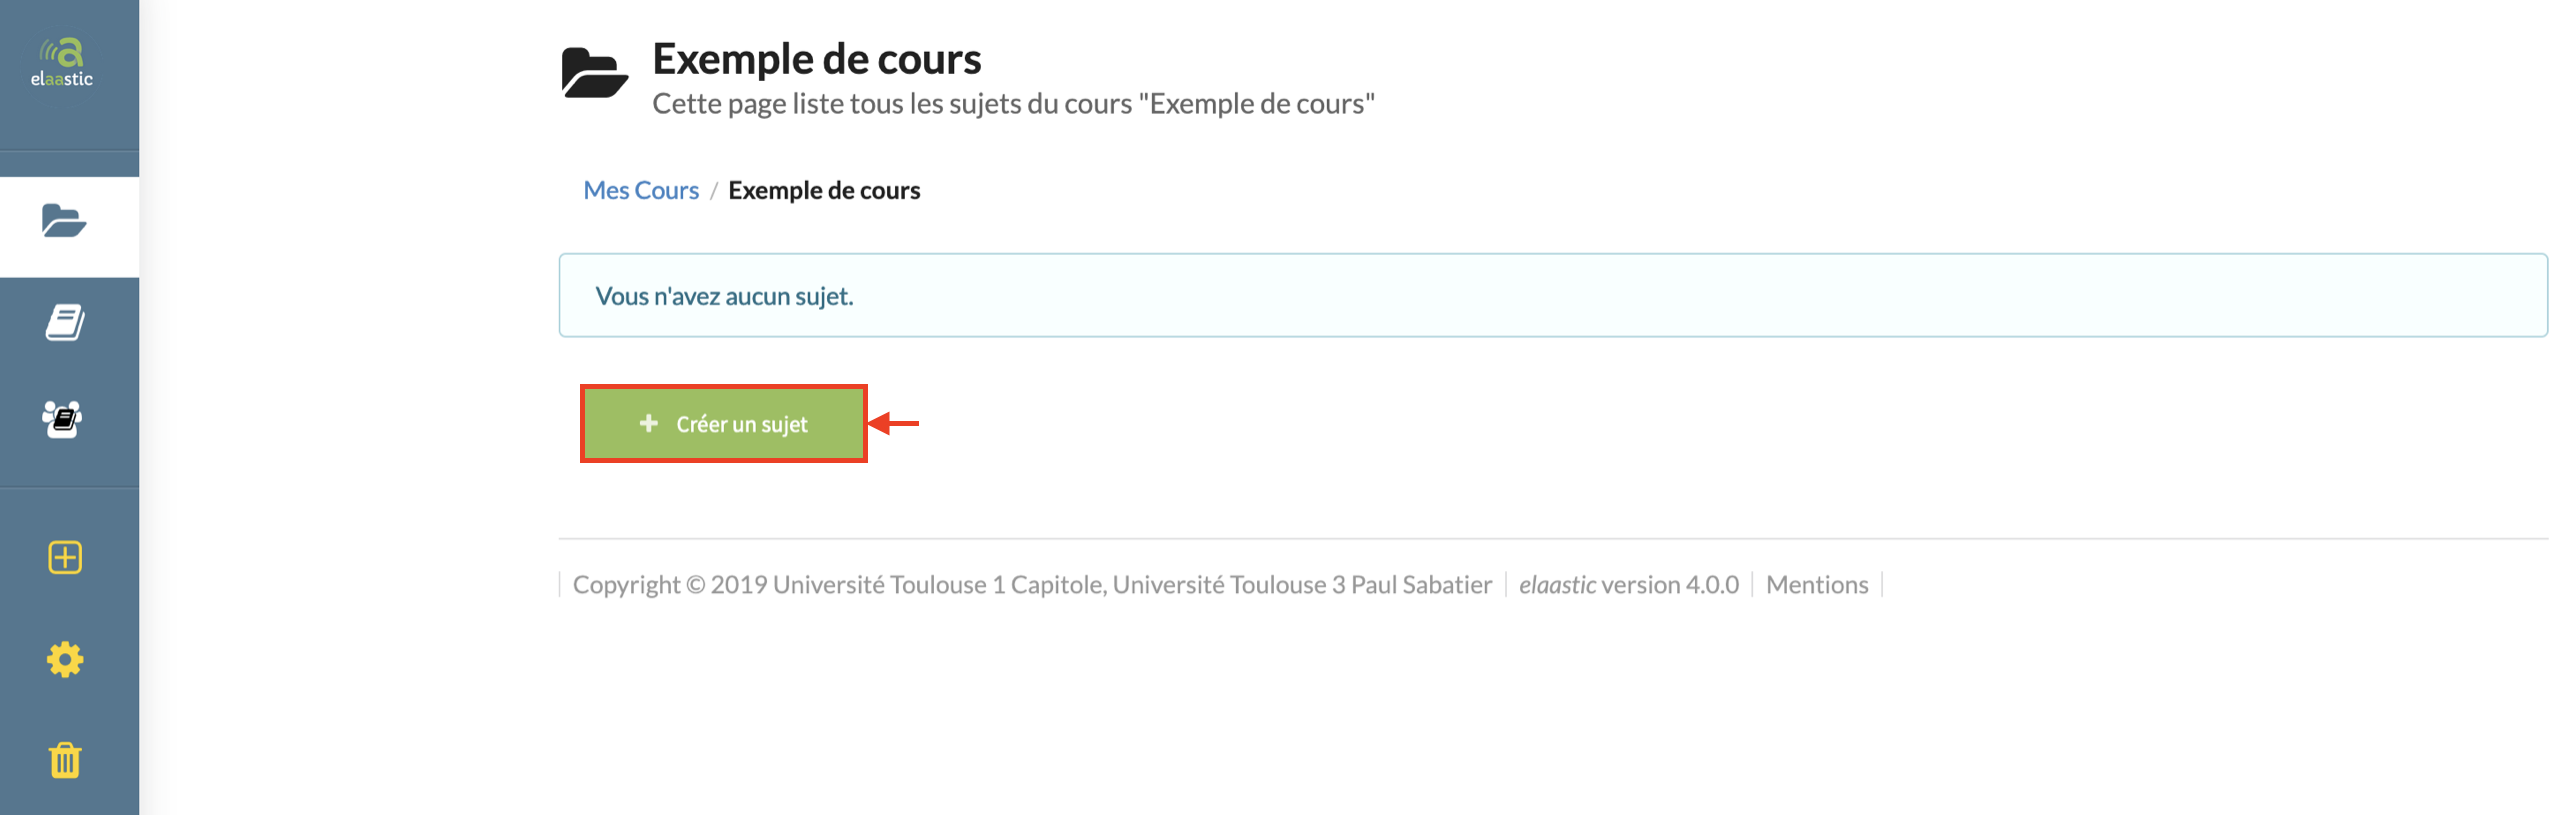 elaastic
Exemple de cours
Cette page liste tous les sujets du cours "Exemple de cours"
Mes Cours / Exemple de cours
Vous n'avez aucun sujet.
+ Créer un sujet
Copyright © 2019 Université Toulouse 1 Capitole, Université Toulouse 3 Paul Sabatier | elaastic version 4.0.0 | Mentions |